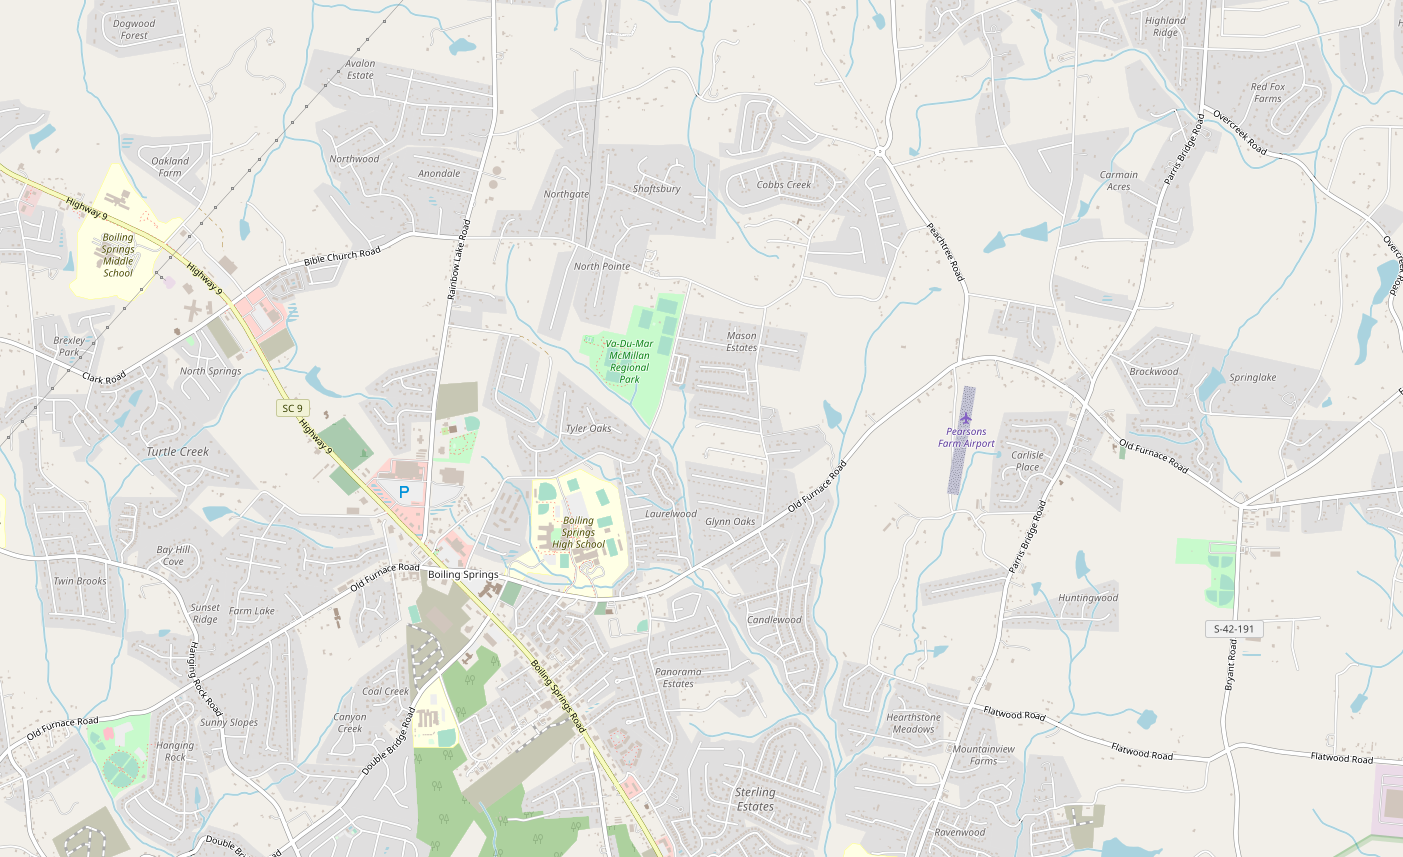 Dogwood
Forest
Highland
Ridge
Avalon
Estate
Red Fox
Farms
Overcreek Road
Parris Bridge Road
Northwood
Oakland
Farm
Anondale
Northgate
Shaftsbury
Cobbs Creek
Carmain
Acres
Highway 9
Boiling
Springs
Middle
School
Highway 9
Bible Church Road
Rainbow Lake Road
North Pointe
Peachtree Road
Overcreek Road
Brexley
Park
Clark Road
North Springs
Va-Du-Mar
McMillan
Regional
Park
Mason
Estates
Brockwood
Springlake
SC 9
Highway 9
Turtle Creek
Tyler Oaks
Pearsons
Farm Airport
Carlisle
Place
Old Furnace Road
P
Old Furnace Road
Laurelwood
Glynn Oaks
Boiling
Springs
High School
Parris Bridge Road
Bay Hill
Cove
Twin Brooks
Old Furnace Road
Boiling Springs
Sunset
Ridge
Farm Lake
Huntingwood
Candlewood
S-42-191
Hanging Rock Road
Bryant Road
Boiling Springs Road
Panorama
Estates
Coal Creek
Canyon
Creek
Sunny Slopes
Old Furnace Road
Hanging
Rock
Double Bridge Road
Hearthstone
Meadows
Flatwood Road
Mountainview
Farms
Flatwood Road
Flatwood Road
Sterling
Estates
Ravenwood